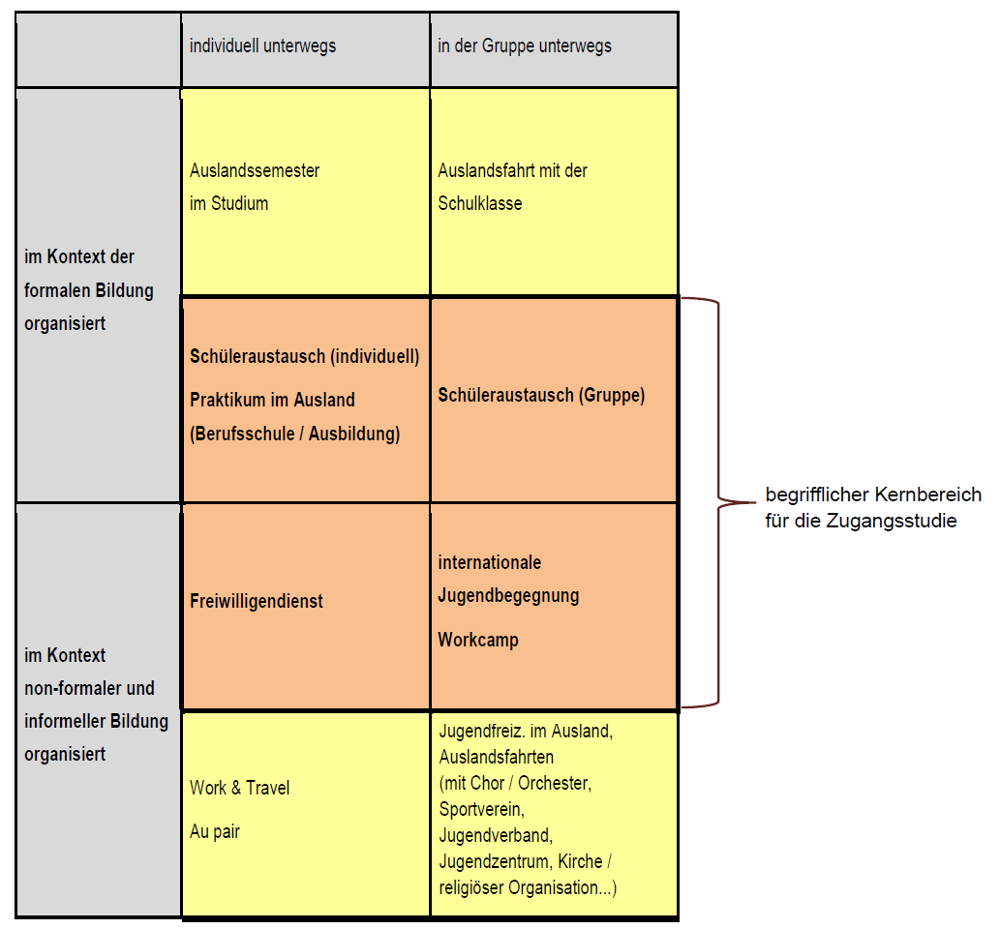 individuell unterwegs
in der Gruppe unterwegs
im Kontext der
formalen Bildung
organisiert
Auslandssemester
im Studium
Auslandsfahrt mit der
Schulklasse
Schüleraustausch (individuell)
Praktikum im Ausland
(Berufsschule / Ausbildung)
Schüleraustausch (Gruppe)
begrifflicher Kernbereich
für die Zugangsstudie
im Kontext
non-formaler und
informeller Bildung
organisiert
Freiwilligendienst
internationale
Jugendbegegnung
Workcamp
Work & Travel
Au pair
Jugendfreiz. im Ausland,
Auslandsfahrten
(mit Chor / Orchester,
Sportverein,
Jugendverband,
Jugendzentrum, Kirche /
religiöser Organisation...)